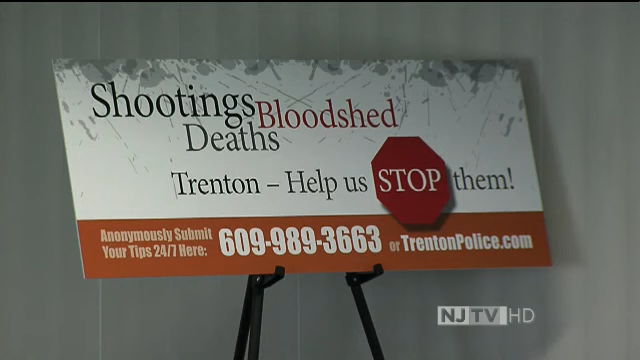 Shootings
Bloodshed
Deaths
Trenton – Help us STOP them!
Anonymously Submit
Your Tips 24/7 Here: 609-989-3663 or TrentonPolice.com
NJTV HD